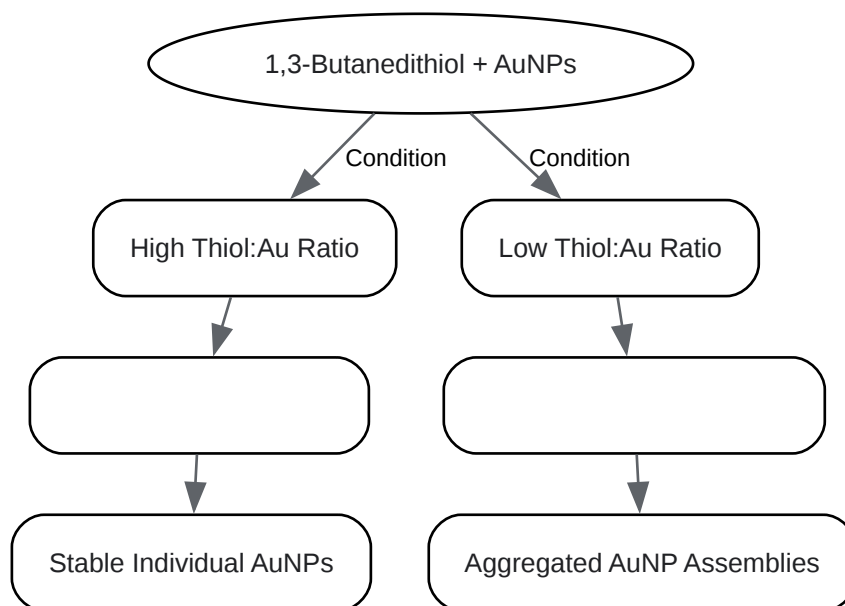 1,3-Butanedithiol + AuNPs
Condition
Condition
High Thiol:Au Ratio
Low Thiol:Au Ratio
Stable Individual AuNPs
Aggregated AuNP Assemblies